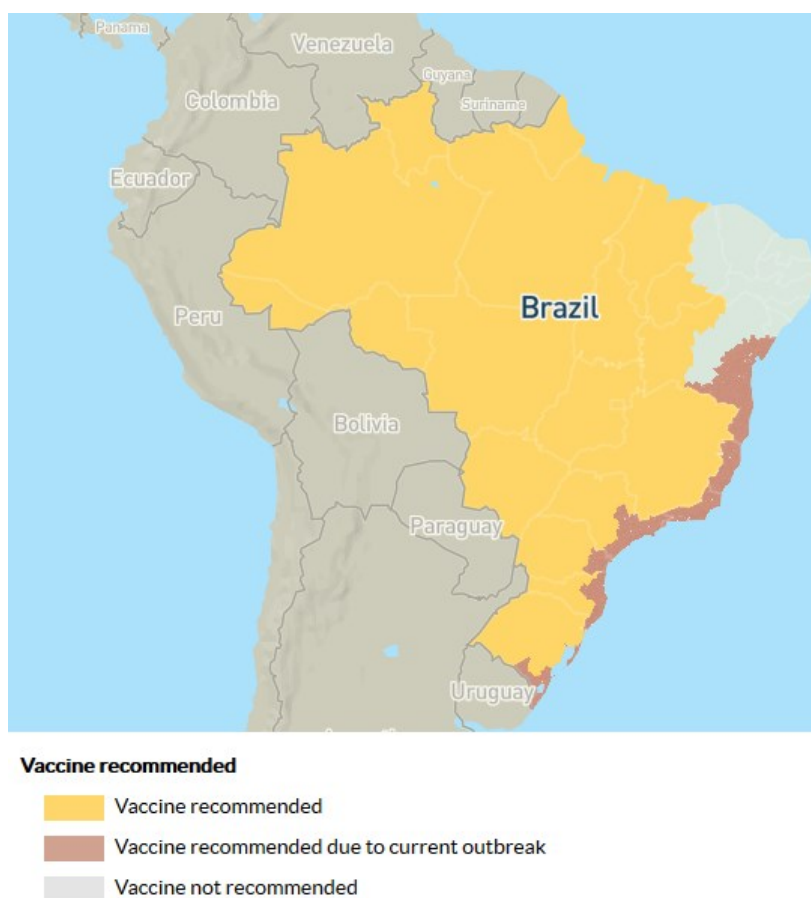 Panama
Venezuela
Guyana
Colombia
Suriname
Ecuador
Brazil
Peru
Bolivia
Paraguay
Uruguay
Vaccine recommended
Vaccine recommended
Vaccine recommended due to current outbreak
Vaccine not recommended